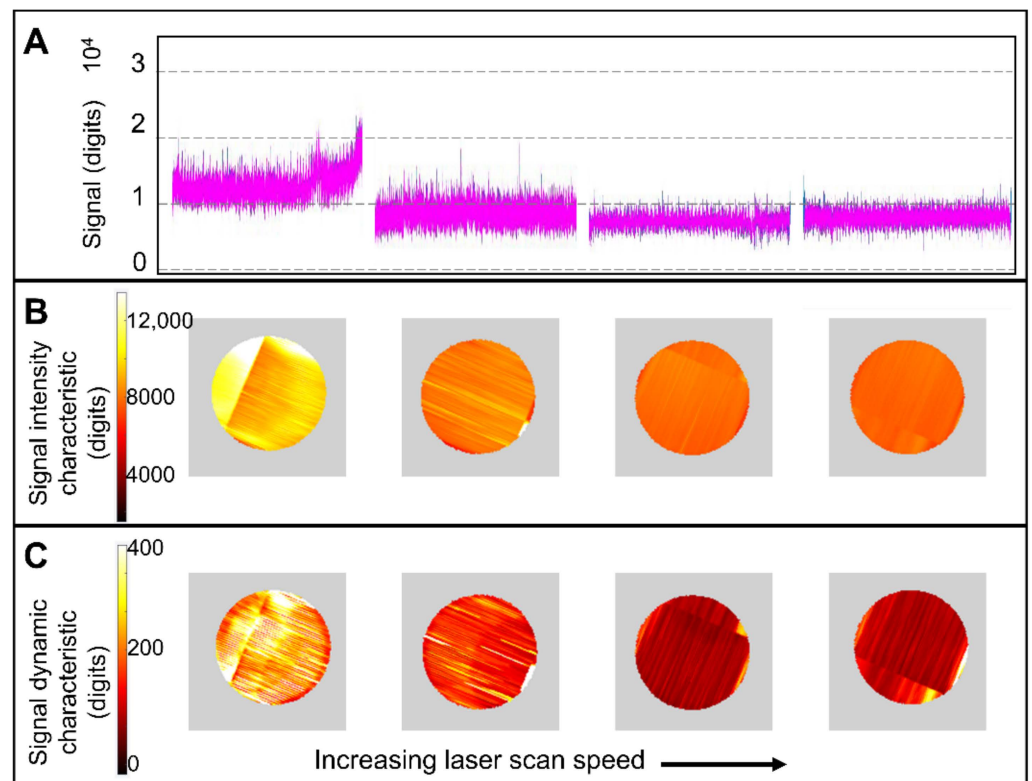 A
Signal (digits) 10⁴
3
2
1
0
B
Signal intensity
characteristic
(digits)
12,000
8000
4000
C
Signal dynamic
characteristic
(digits)
400
200
0
Increasing laser scan speed